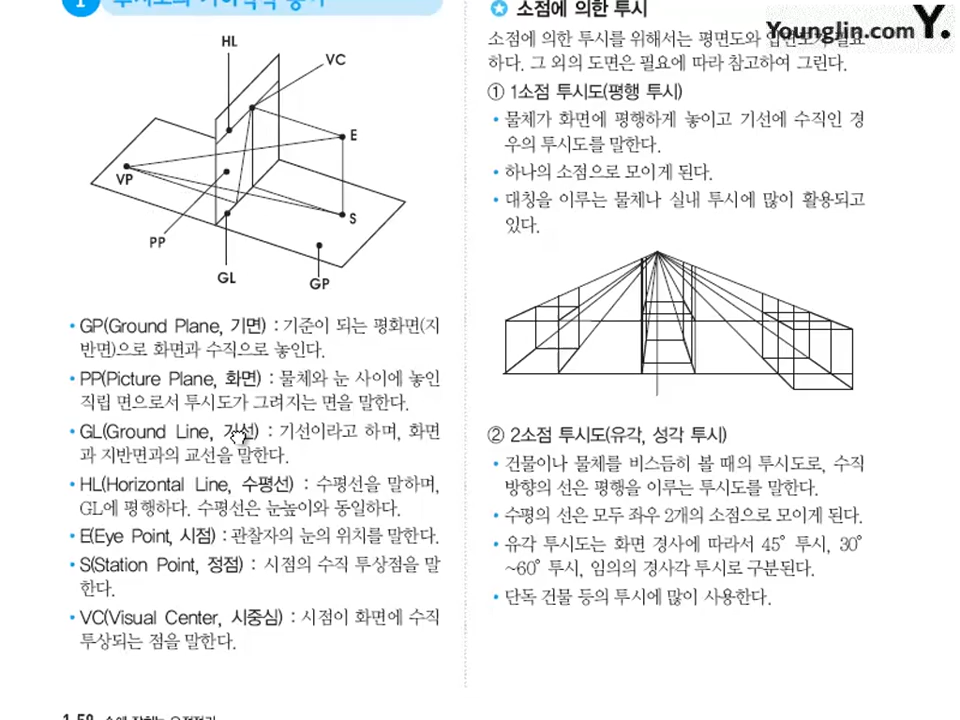 1
HL
VC
E
VP
S
PP
GL
GP
• GP(Ground Plane, 기면) : 기준이 되는 평화면(지
반면)으로 화면과 수직으로 놓인다.
• PP(Picture Plane, 화면) : 물체와 눈 사이에 놓인
직립 면으로서 투시도가 그려지는 면을 말한다.
• GL(Ground Line, 기선) : 기선이라고 하며, 화면
과 지반면과의 교선을 말한다.
• HL(Horizontal Line, 수평선) : 수평선을 말하며,
GL에 평행하다. 수평선은 눈높이와 동일하다.
• E(Eye Point, 시점) : 관찰자의 눈의 위치를 말한다.
• S(Station Point, 정점) : 시점의 수직 투상점을 말
한다.
• VC(Visual Center, 시중심) : 시점이 화면에 수직
투상되는 점을 말한다.
소점에 의한 투시
Younglin.com Y.
소점에 의한 투시를 위해서는 평면도와 입면도가 필요
하다. 그 외의 도면은 필요에 따라 참고하여 그린다.
① 1소점 투시도(평행 투시)
• 물체가 화면에 평행하게 놓이고 기선에 수직인 경
우의 투시도를 말한다.
• 하나의 소점으로 모이게 된다.
• 대칭을 이루는 물체나 실내 투시에 많이 활용되고
있다.
② 2소점 투시도(유각, 성각 투시)
• 건물이나 물체를 비스듬히 볼 때의 투시도로, 수직
방향의 선은 평행을 이루는 투시도를 말한다.
• 수평의 선은 모두 좌우 2개의 소점으로 모이게 된다.
• 유각 투시도는 화면 경사에 따라서 45° 투시, 30°
~60° 투시, 임의의 경사각 투시로 구분된다.
• 단독 건물 등의 투시에 많이 사용한다.